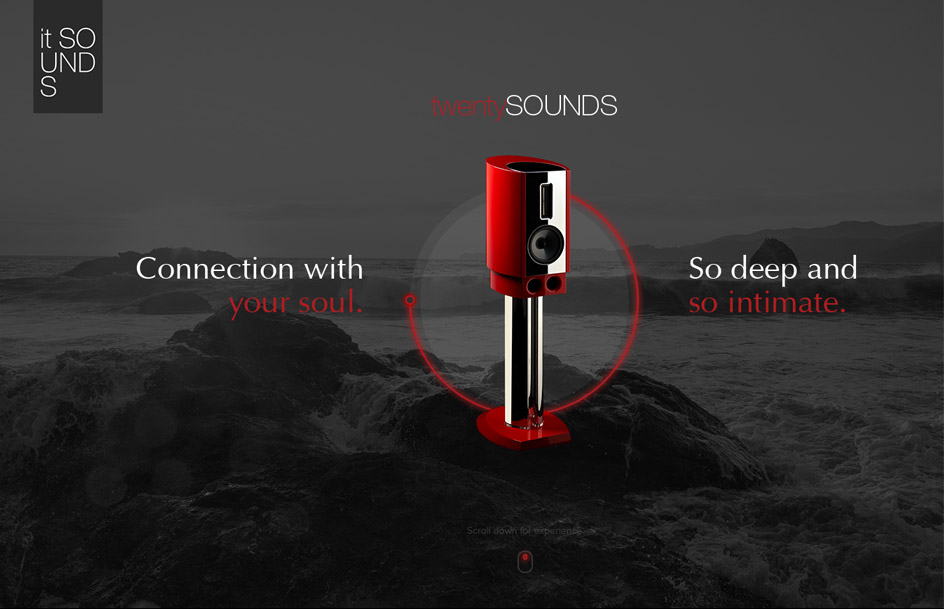 it SO
UND
S
twentySOUNDS
Connection with
your soul.
So deep and
so intimate.
Scroll down for experience